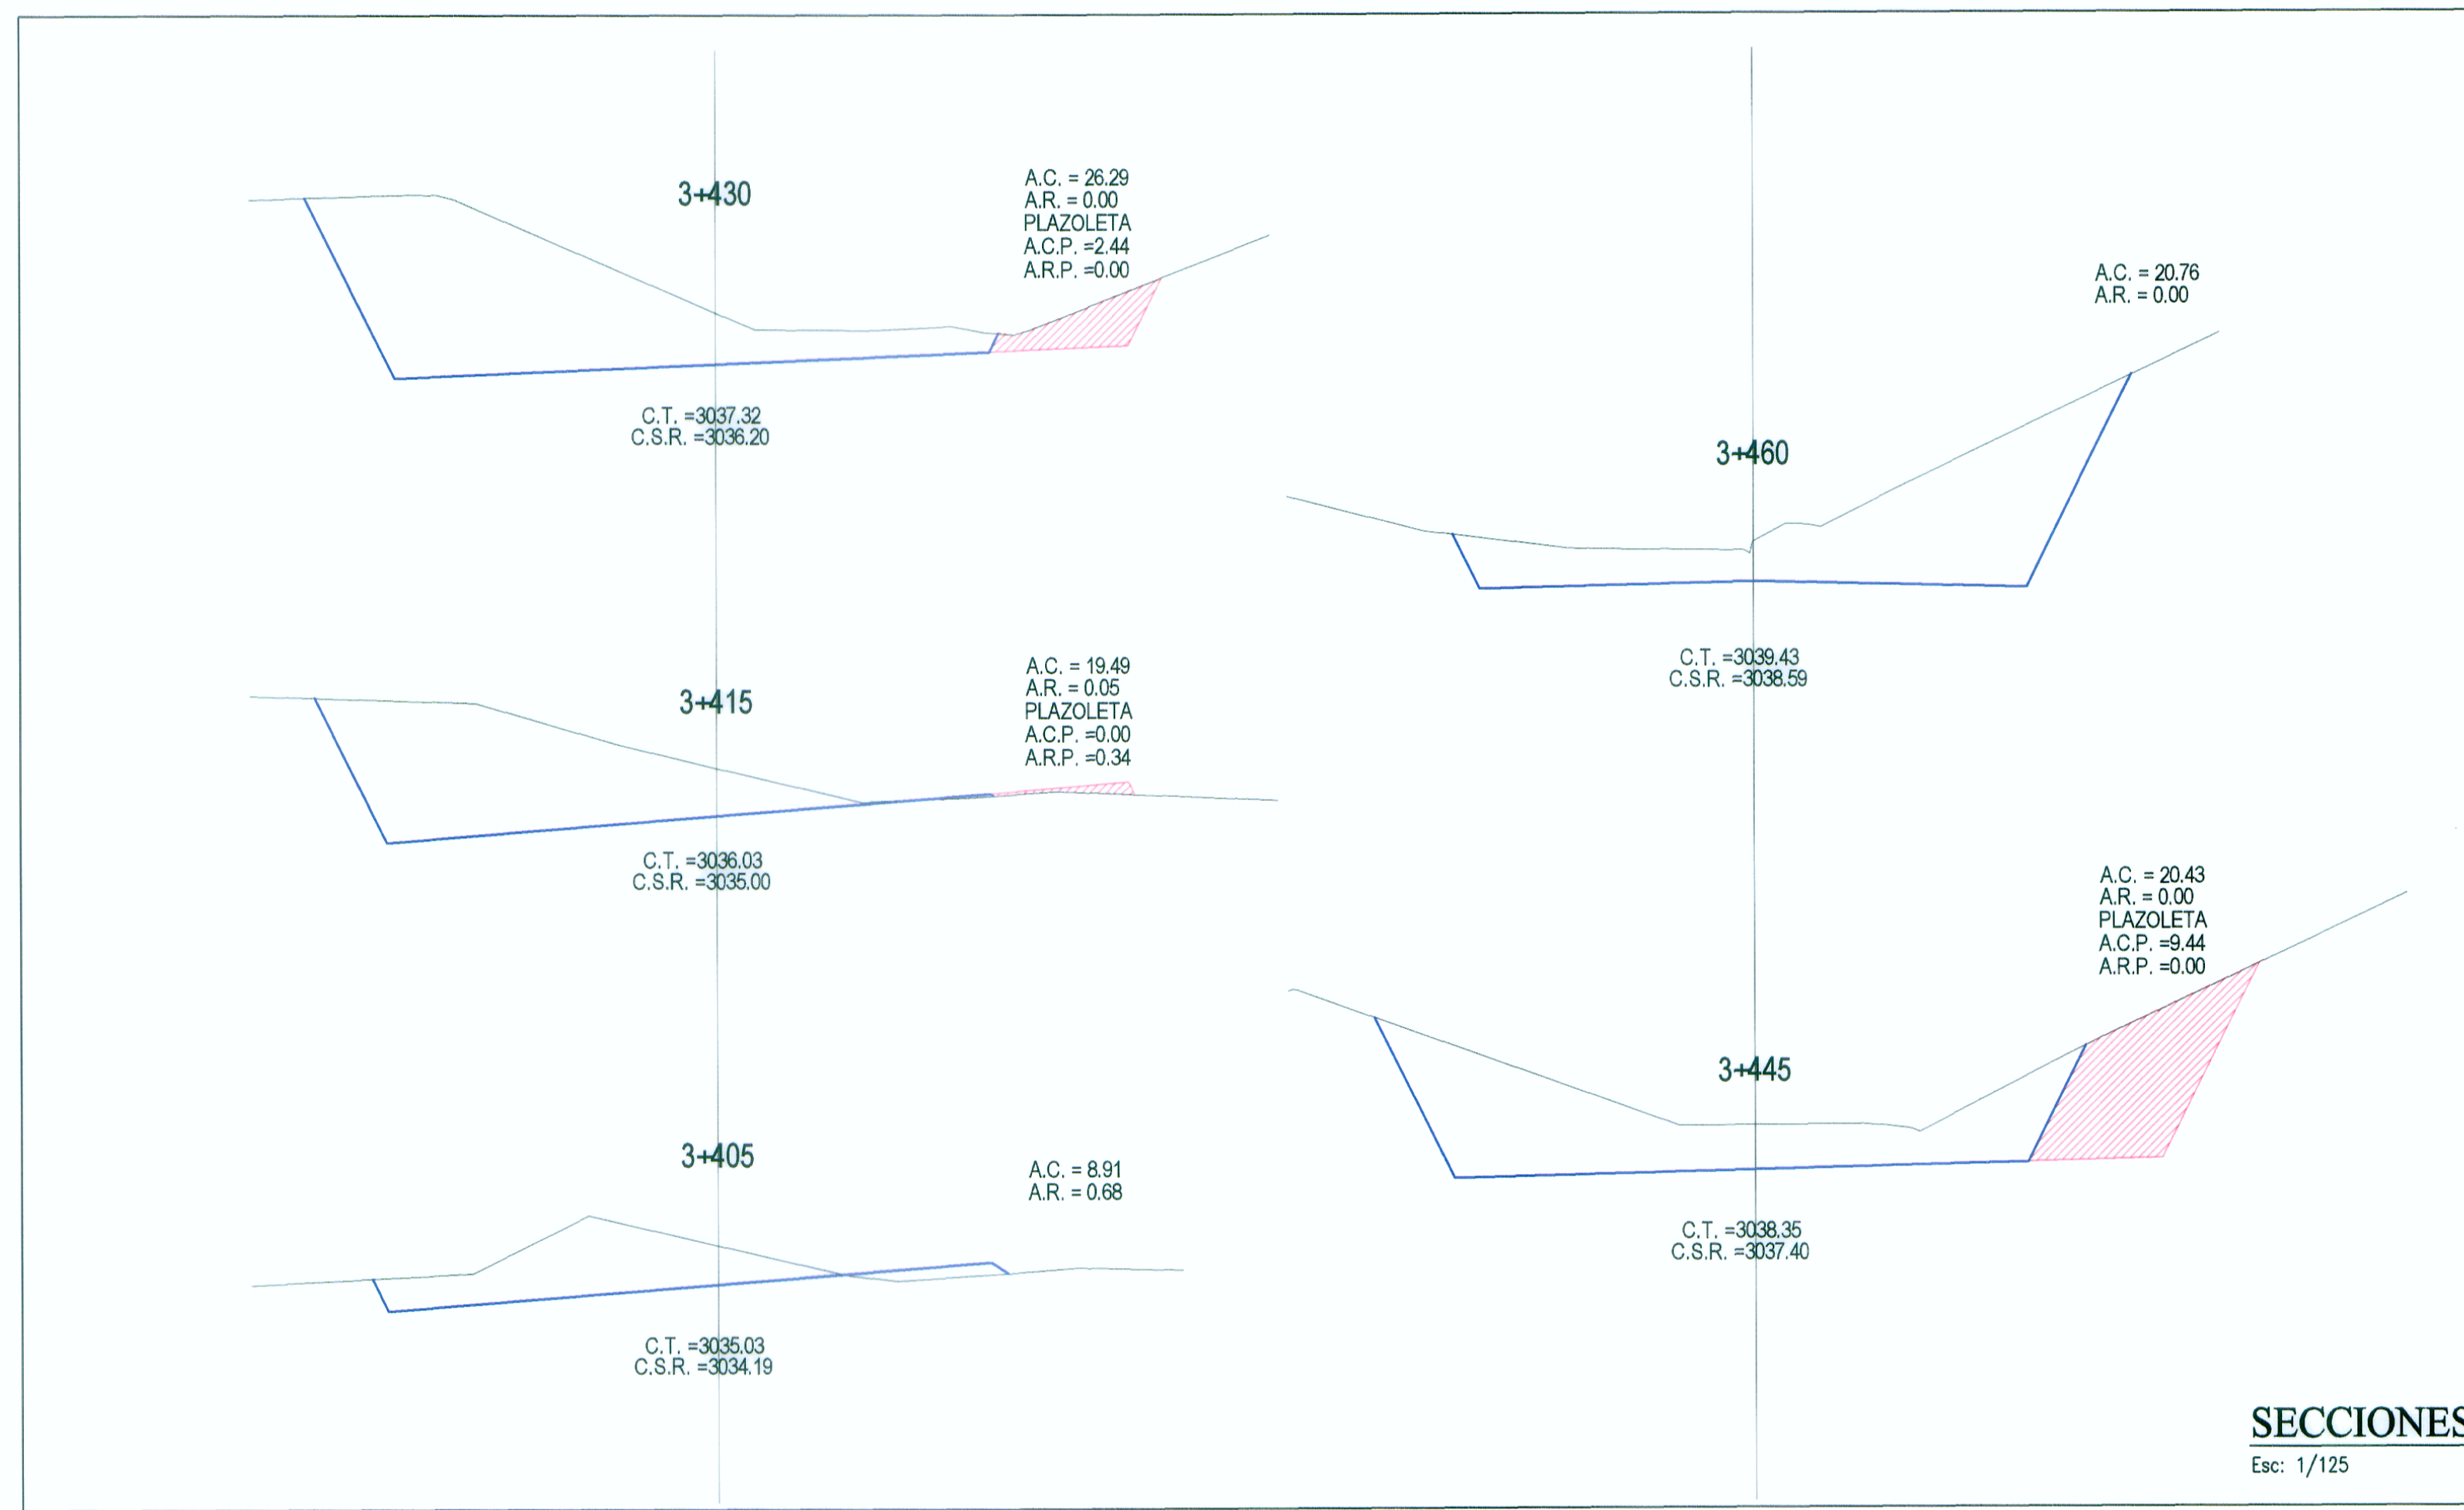 3+430
A.C. = 26.29
A.R. = 0.00
PLAZOLETA
A.C.P. =2.44
A.R.P. =0.00
C.T. =3037.32
C.S.R. =3036.20
3+415
A.C. = 19.49
A.R. = 0.05
PLAZOLETA
A.C.P. =0.00
A.R.P. =0.34
C.T. =3036.03
C.S.R. =3035.00
3+405
A.C. = 8.91
A.R. = 0.68
C.T. =3035.03
C.S.R. =3034.19
A.C. = 20.76
A.R. = 0.00
3+460
C.T. =3039.43
C.S.R. =3038.59
A.C. = 20.43
A.R. = 0.00
PLAZOLETA
A.C.P. =9.44
A.R.P. =0.00
3+445
C.T. =3038.35
C.S.R. =3037.40
SECCIONES
Esc: 1/125